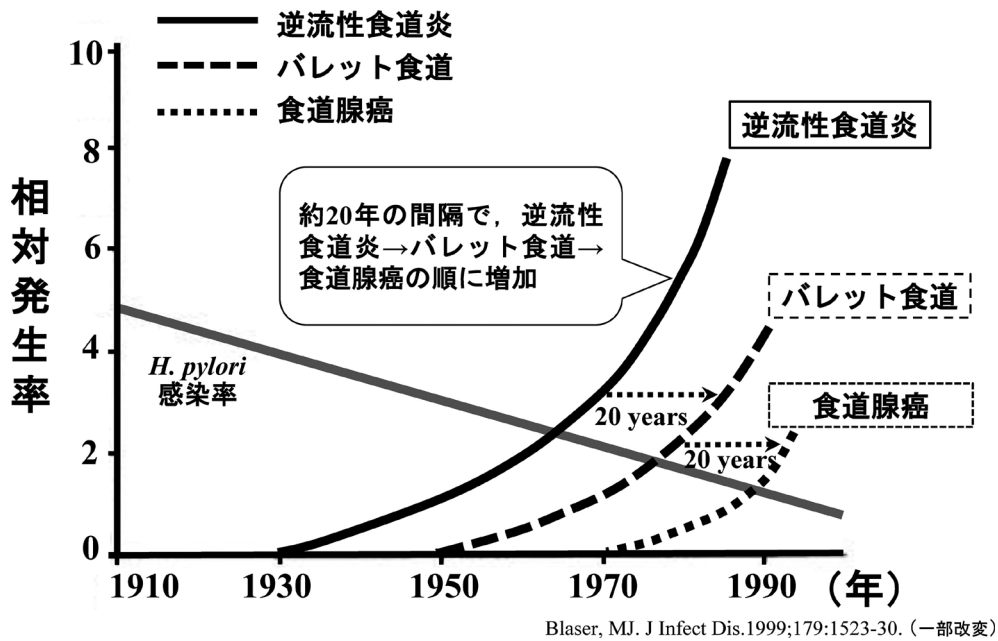 逆流性食道炎
バレット食道
食道腺癌
相対発生率
10
8
6
4
2
0
逆流性食道炎
約20年の間隔で，逆流性
食道炎→バレット食道→
食道腺癌の順に増加
バレット食道
H. pylori
感染率
20 years
食道腺癌
20 years
1910
1930
1950
1970
1990
（年）
Blaser, MJ. J Infect Dis.1999;179:1523-30.（一部改変）